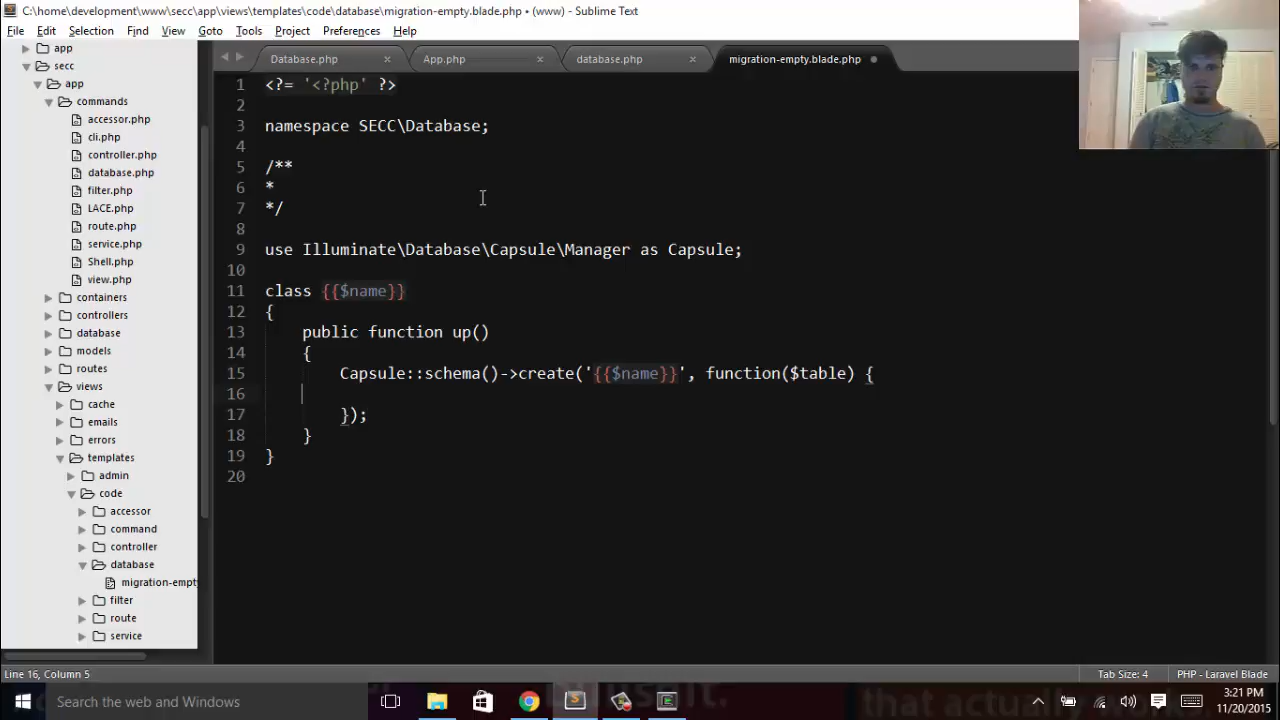 C:\home\development\www\secc\app\views\templates\code\database\migration-empty.blade.php • (www) - Sublime Text
File Edit Selection Find View Goto Tools Project Preferences Help
Database.php × App.php × database.php × migration-empty.blade.php
app
secc
app
commands
accessor.php
cli.php
controller.php
database.php
filter.php
LACE.php
route.php
service.php
Shell.php
view.php
containers
controllers
database
models
routes
views
cache
emails
errors
templates
admin
code
accessor
command
controller
database
migration-empty
filter
route
service
1 <?= '<?php' ?>
2
3 namespace SECC\Database;
4
5 /**
6 *
7 */
8
9 use Illuminate\Database\Capsule\Manager as Capsule;
10
11 class {{$name}}
12 {
13 public function up()
14 {
15 Capsule::schema()->create('{{$name}}', function($table) {
16
17 });
18 }
19 }
20
Line 16, Column 5 Tab Size: 4 PHP - Laravel Blade
Search the web and Windows
3:21 PM
11/20/2015